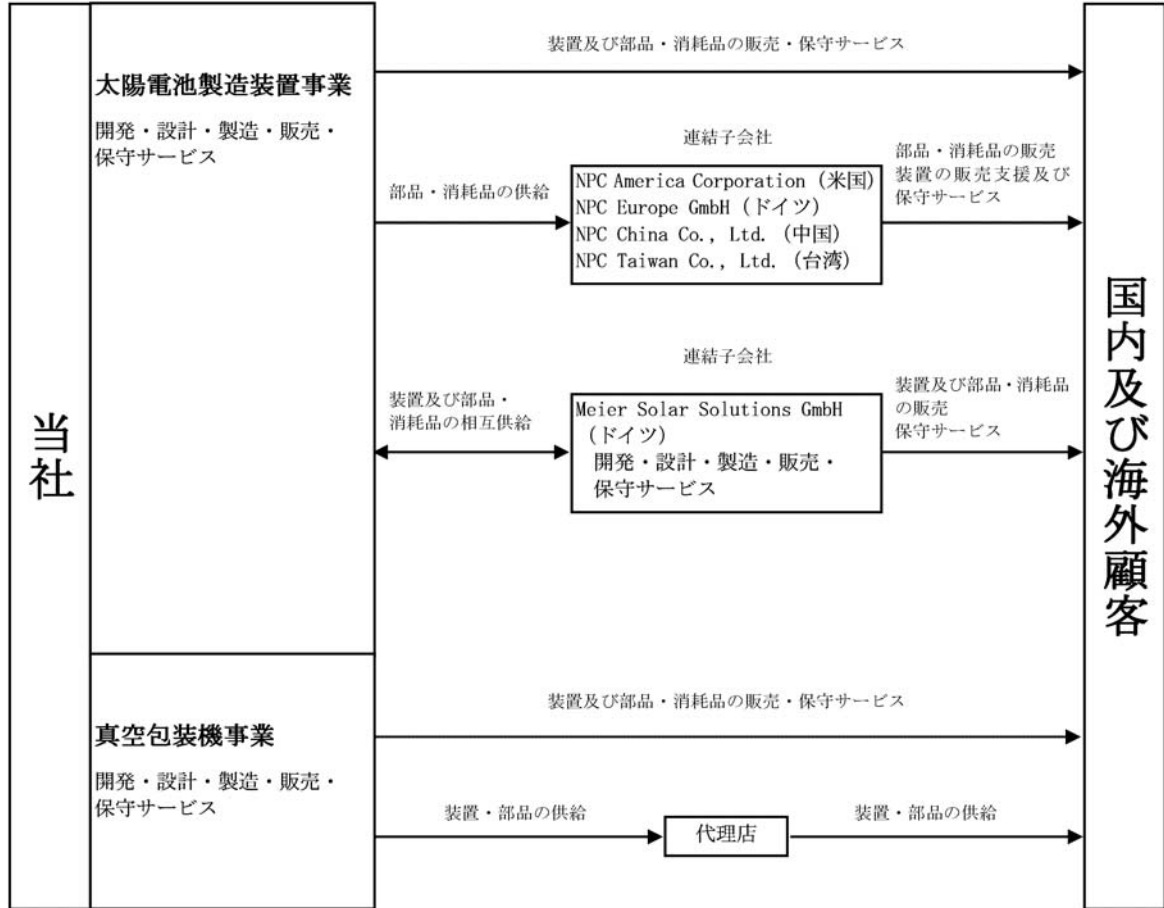 当社
太陽電池製造装置事業
開発・設計・製造・販売・
保守サービス
装置及び部品・消耗品の販売・保守サービス
連結子会社
部品・消耗品の供給
NPC America Corporation (米国)
NPC Europe GmbH (ドイツ)
NPC China Co., Ltd. (中国)
NPC Taiwan Co., Ltd. (台湾)
部品・消耗品の販売
装置の販売支援及び
保守サービス
連結子会社
装置及び部品・
消耗品の相互供給
Meier Solar Solutions GmbH
(ドイツ)
開発・設計・製造・販売・
保守サービス
装置及び部品・消耗品
の販売
保守サービス
真空包装機事業
開発・設計・製造・販売・
保守サービス
装置及び部品・消耗品の販売・保守サービス
装置・部品の供給
代理店
装置・部品の供給
国内及び海外顧客